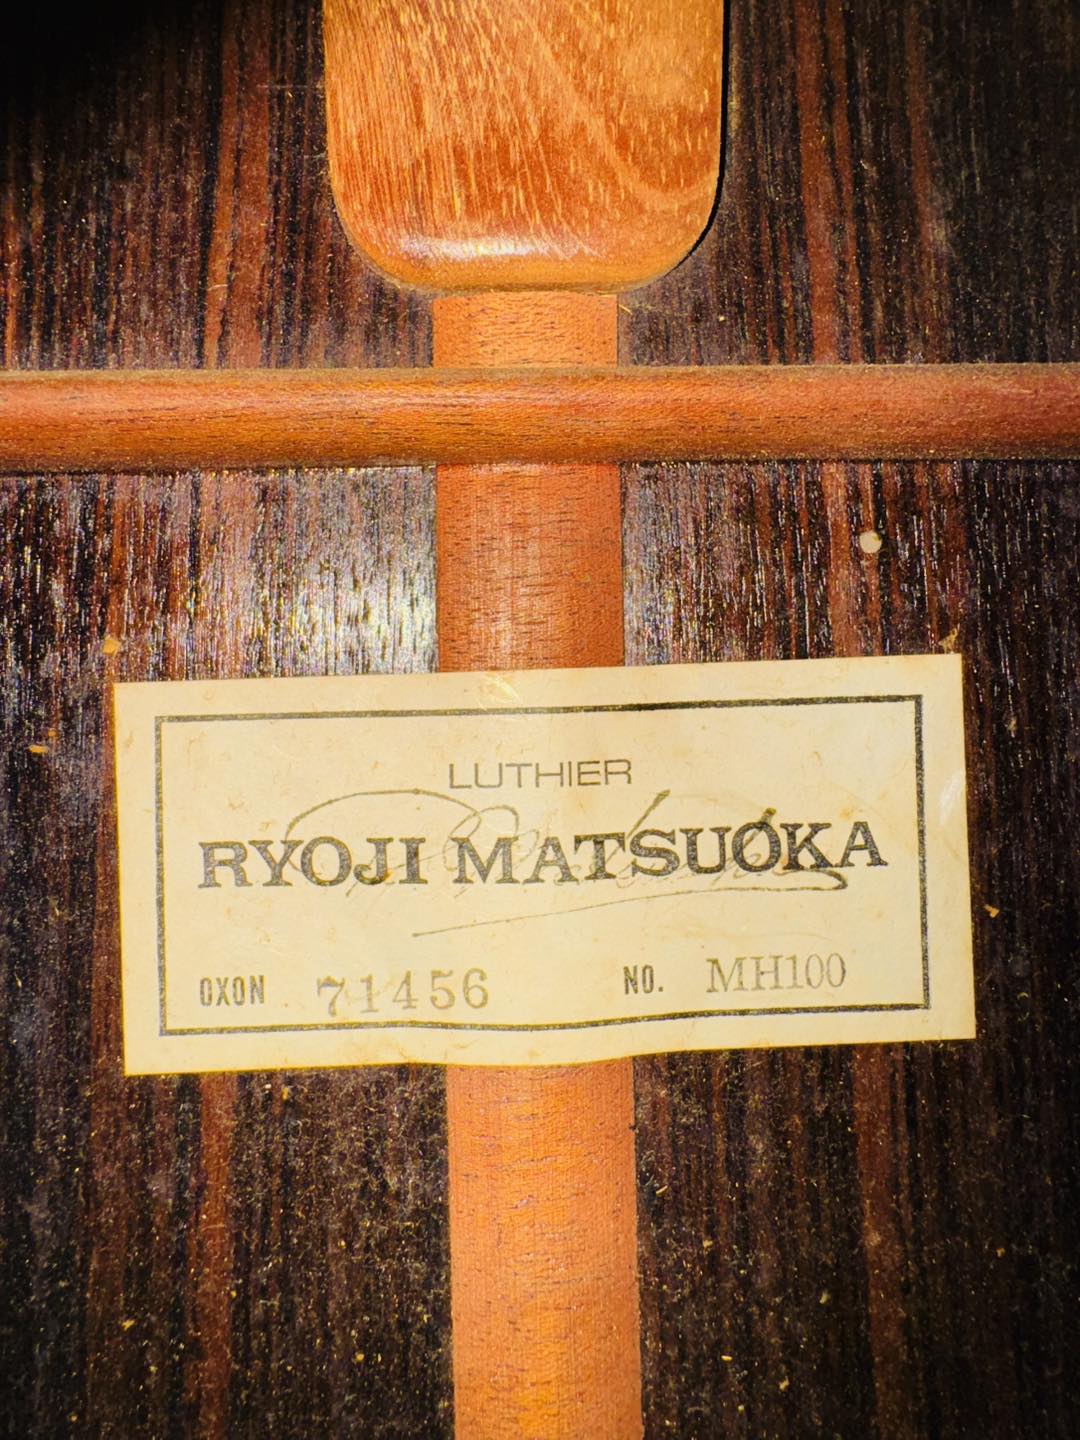 LUTHIER
RYOJI MATSUOKA
OXON 71456 NO. MH100